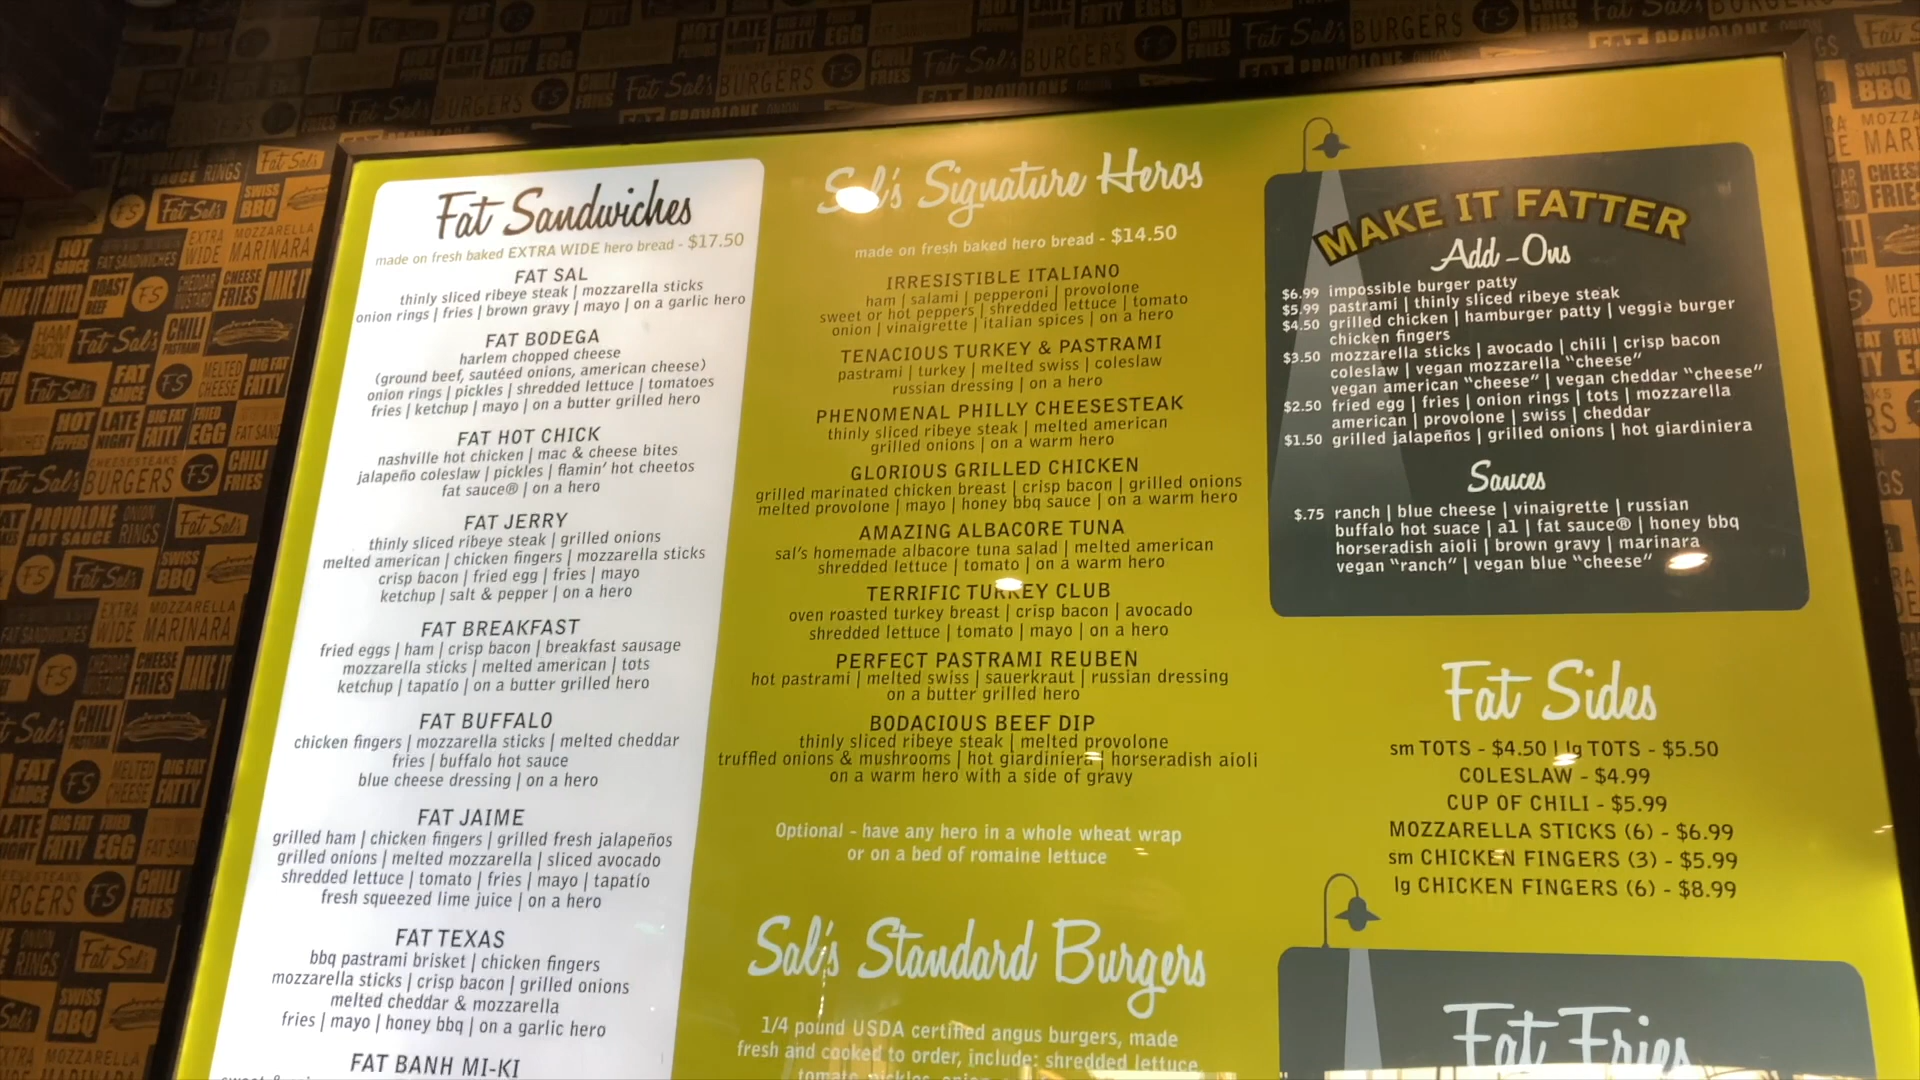 Fat Sandwiches
made on fresh baked EXTRA WIDE hero bread - $17.50
FAT SAL
thinly sliced ribeye steak | mozzarella sticks
onion rings | fries | brown gravy | mayo | on a garlic hero
FAT BODEGA
harlem chopped cheese
(ground beef, sautéed onions, american cheese)
onion rings | pickles | shredded lettuce | tomatoes
fries | ketchup | mayo | on a butter grilled hero
FAT HOT CHICK
nashville hot chicken | mac & cheese bites
jalapeño coleslaw | pickles | flamin' hot cheetos
fat sauce® | on a hero
FAT JERRY
thinly sliced ribeye steak | grilled onions
melted american | chicken fingers | mozzarella sticks
crisp bacon | fried egg | fries | mayo
ketchup | salt & pepper | on a hero
FAT BREAKFAST
fried eggs | ham | crisp bacon | breakfast sausage
mozzarella sticks | melted american | tots
ketchup | tapatío | on a butter grilled hero
FAT BUFFALO
chicken fingers | mozzarella sticks | melted cheddar
fries | buffalo hot sauce
blue cheese dressing | on a hero
FAT JAIME
grilled ham | chicken fingers | grilled fresh jalapeños
grilled onions | melted mozzarella | sliced avocado
shredded lettuce | tomato | fries | mayo | tapatío
fresh squeezed lime juice | on a hero
FAT TEXAS
bbq pastrami brisket | chicken fingers
mozzarella sticks | crisp bacon | grilled onions
melted cheddar & mozzarella
fries | mayo | honey bbq | on a garlic hero
FAT BANH MI-KI
Sal's Signature Heros
made on fresh baked hero bread - $14.50
IRRESISTIBLE ITALIANO
ham | salami | pepperoni | provolone
sweet or hot peppers | shredded lettuce | tomato
onion | vinaigrette | italian spices | on a hero
TENACIOUS TURKEY & PASTRAMI
pastrami | turkey | melted swiss | coleslaw
russian dressing | on a hero
PHENOMENAL PHILLY CHEESESTEAK
thinly sliced ribeye steak | melted american
grilled onions | on a warm hero
GLORIOUS GRILLED CHICKEN
grilled marinated chicken breast | crisp bacon | grilled onions
melted provolone | mayo | honey bbq sauce | on a warm hero
AMAZING ALBACORE TUNA
sal's homemade albacore tuna salad | melted american
shredded lettuce | tomato | on a warm hero
TERRIFIC TURKEY CLUB
oven roasted turkey breast | crisp bacon | avocado
shredded lettuce | tomato | mayo | on a hero
PERFECT PASTRAMI REUBEN
hot pastrami | melted swiss | sauerkraut | russian dressing
on a butter grilled hero
BODACIOUS BEEF DIP
thinly sliced ribeye steak | melted provolone
truffled onions & mushrooms | hot giardiniera | horseradish aioli
on a warm hero with a side of gravy
Optional - have any hero in a whole wheat wrap
or on a bed of romaine lettuce
Sal's Standard Burgers
1/4 pound USDA certified angus burgers, made
fresh and cooked to order, include: shredded lettuce
MAKE IT FATTER
Add-Ons
$6.99 impossible burger patty
$5.99 pastrami | thinly sliced ribeye steak
$4.50 grilled chicken | hamburger patty | veggie burger
chicken fingers
$3.50 mozzarella sticks | avocado | chili | crisp bacon
coleslaw | vegan mozzarella "cheese"
vegan american "cheese" | vegan cheddar "cheese"
$2.50 fried egg | fries | onion rings | tots | mozzarella
american | provolone | swiss | cheddar
$1.50 grilled jalapeños | grilled onions | hot giardiniera
Sauces
$.75 ranch | blue cheese | vinaigrette | russian
buffalo hot suace | a1 | fat sauce® | honey bbq
horseradish aioli | brown gravy | marinara
vegan "ranch" | vegan blue "cheese"
Fat Sides
sm TOTS - $4.50 | lg TOTS - $5.50
COLESLAW - $4.99
CUP OF CHILI - $5.99
MOZZARELLA STICKS (6) - $6.99
sm CHICKEN FINGERS (3) - $5.99
lg CHICKEN FINGERS (6) - $8.99
Fat Fries